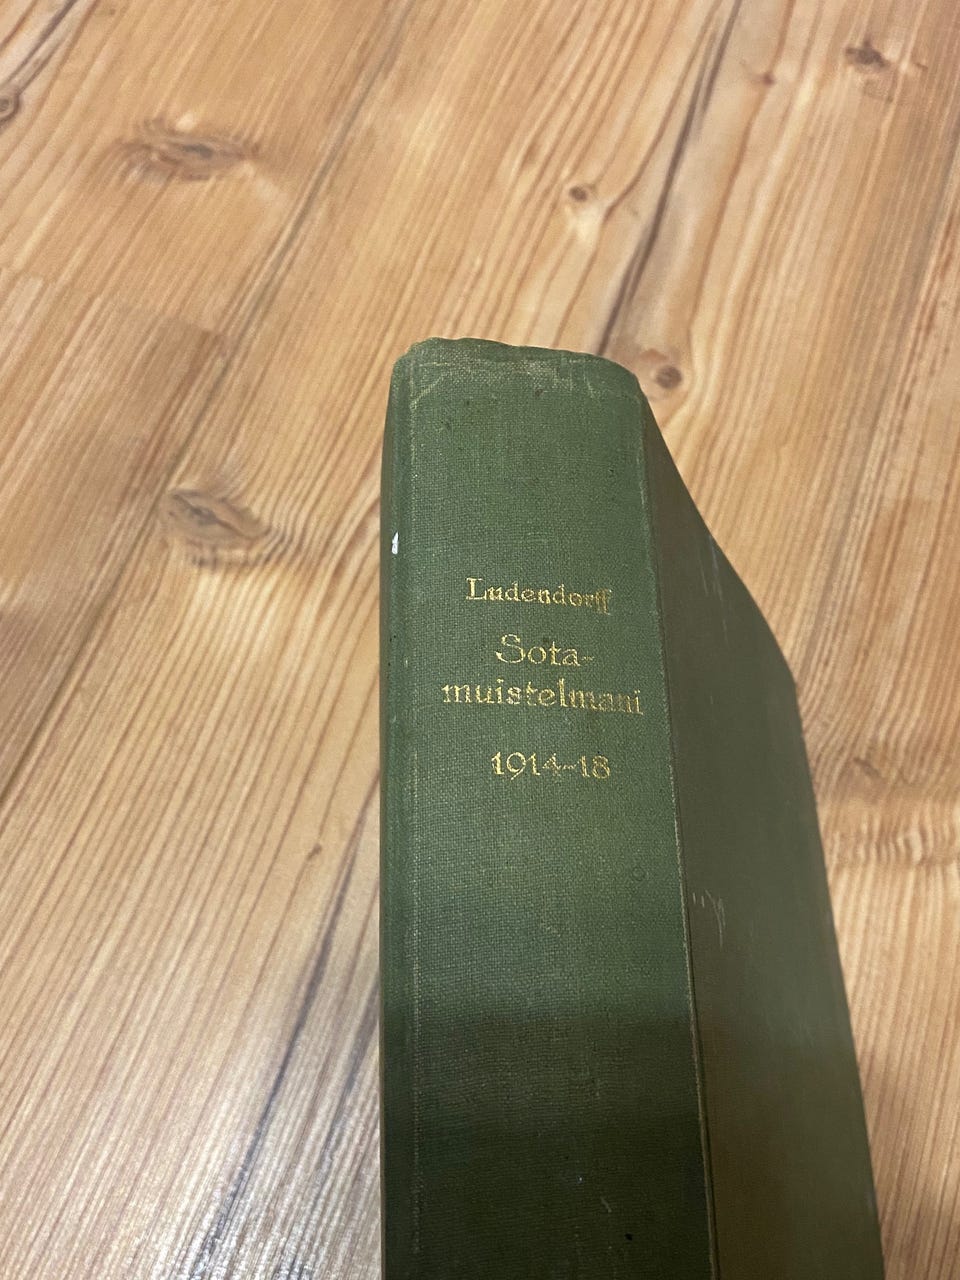 Ludendorff
Sota-
muistelmani
1914-18